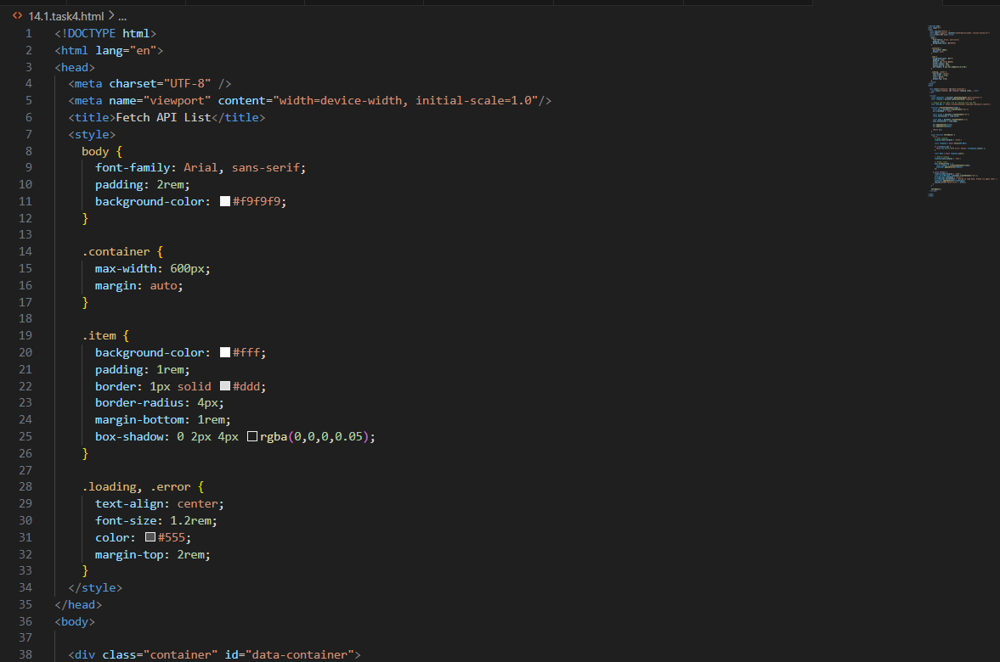 14.1.task4.html > ...
1 <!DOCTYPE html>
2 <html lang="en">
3 <head>
4   <meta charset="UTF-8" />
5   <meta name="viewport" content="width=device-width, initial-scale=1.0"/>
6   <title>Fetch API List</title>
7   <style>
8     body {
9       font-family: Arial, sans-serif;
10       padding: 2rem;
11       background-color: #f9f9f9;
12     }
13
14     .container {
15       max-width: 600px;
16       margin: auto;
17     }
18
19     .item {
20       background-color: #fff;
21       padding: 1rem;
22       border: 1px solid #ddd;
23       border-radius: 4px;
24       margin-bottom: 1rem;
25       box-shadow: 0 2px 4px rgba(0,0,0,0.05);
26     }
27
28     .loading, .error {
29       text-align: center;
30       font-size: 1.2rem;
31       color: #555;
32       margin-top: 2rem;
33     }
34   </style>
35 </head>
36 <body>
37
38   <div class="container" id="data-container">